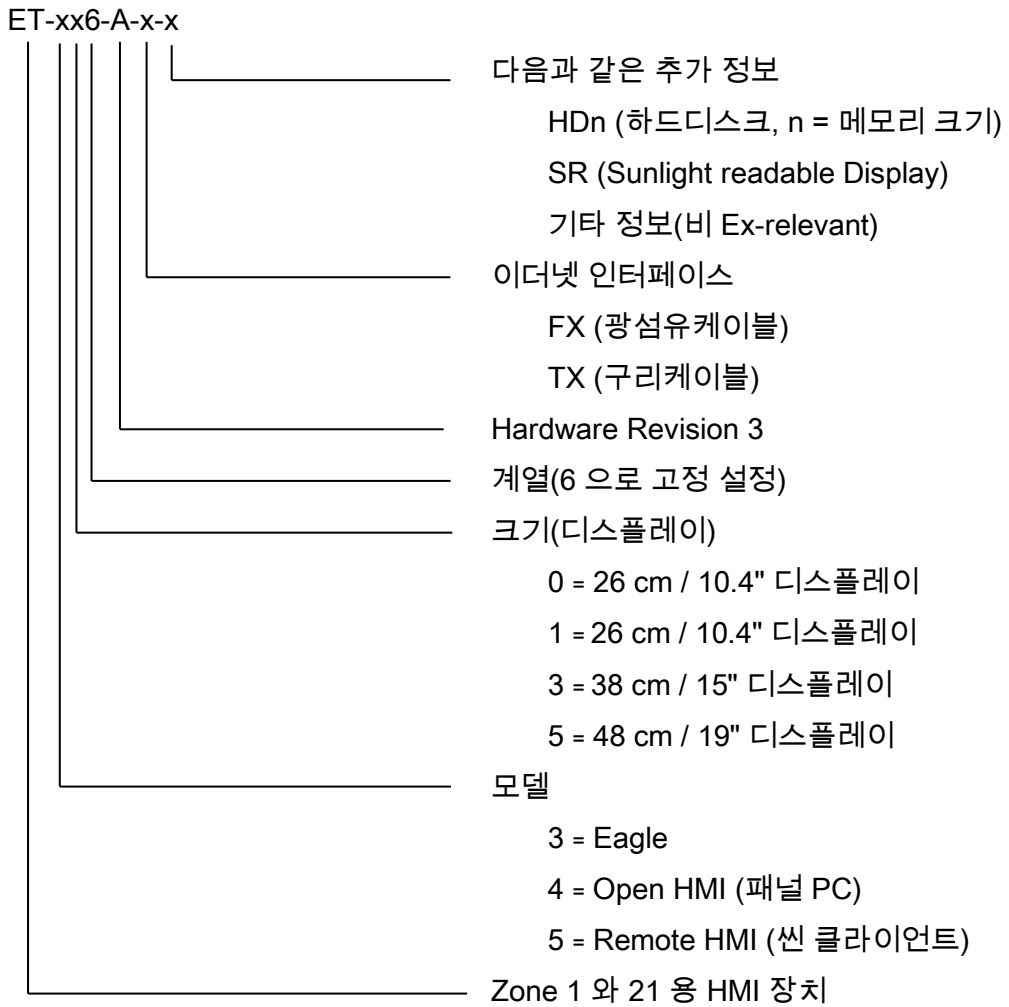 ET-xx6-A-x-x
다음과 같은 추가 정보
HDn (하드디스크, n = 메모리 크기)
SR (Sunlight readable Display)
기타 정보(비 Ex-relevant)
이더넷 인터페이스
FX (광섬유케이블)
TX (구리케이블)
Hardware Revision 3
계열(6 으로 고정 설정)
크기(디스플레이)
0 = 26 cm / 10.4" 디스플레이
1 = 26 cm / 10.4" 디스플레이
3 = 38 cm / 15" 디스플레이
5 = 48 cm / 19" 디스플레이
모델
3 = Eagle
4 = Open HMI (패널 PC)
5 = Remote HMI (씬 클라이언트)
Zone 1 와 21 용 HMI 장치